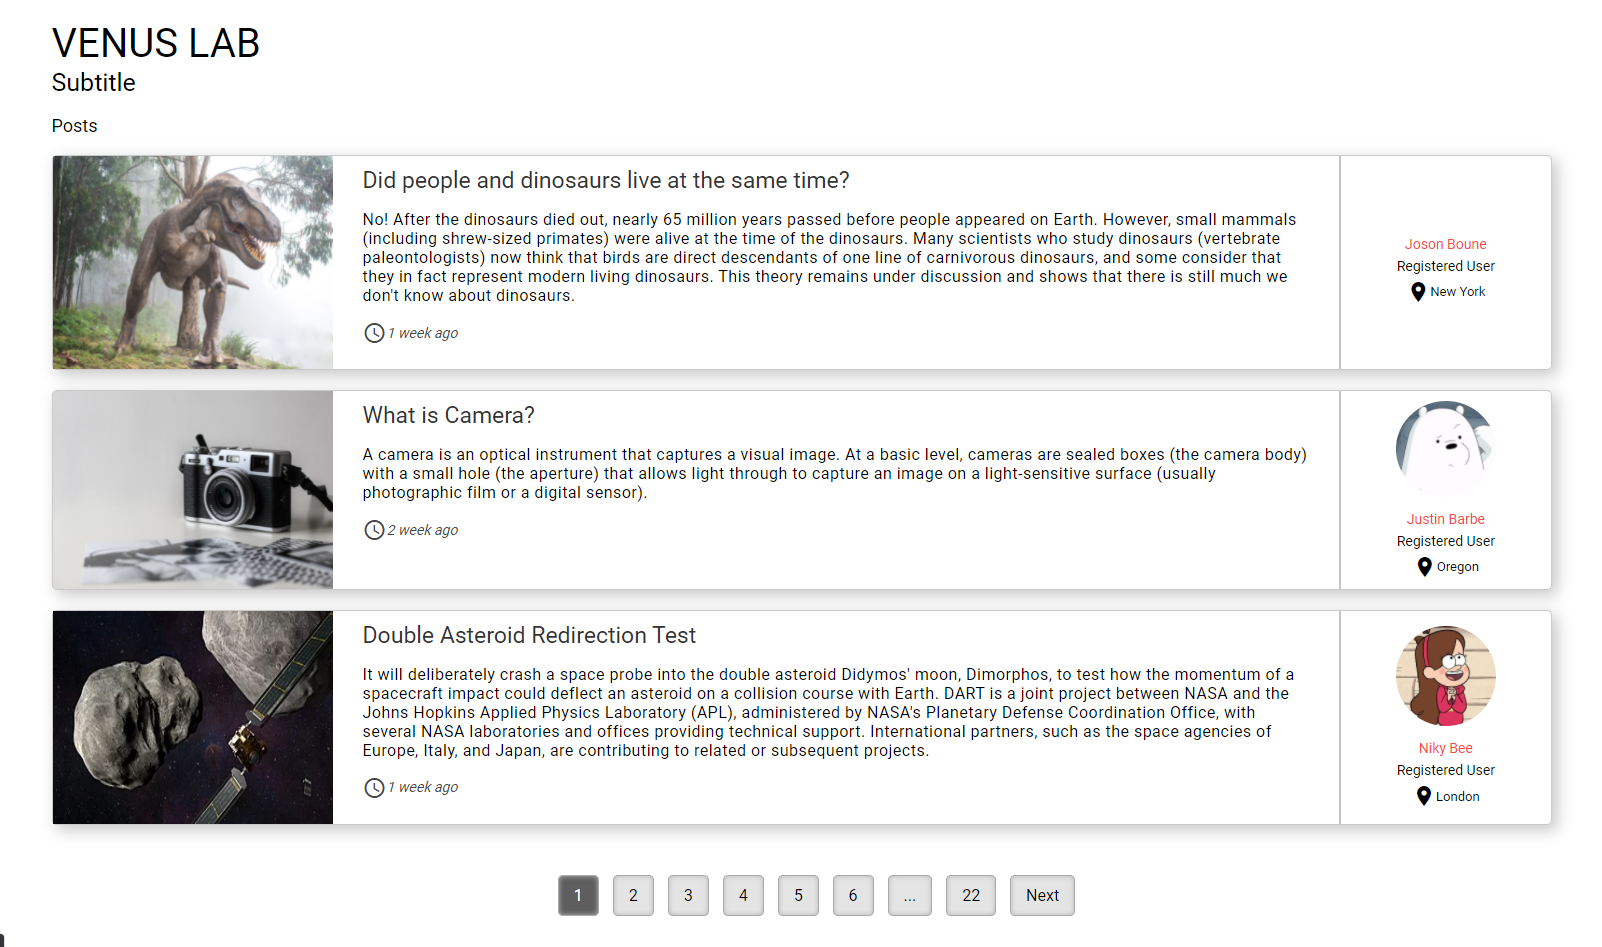 VENUS LAB
Subtitle
Posts
Did people and dinosaurs live at the same time?
No! After the dinosaurs died out, nearly 65 million years passed before people appeared on Earth. However, small mammals
(including shrew-sized primates) were alive at the time of the dinosaurs. Many scientists who study dinosaurs (vertebrate
paleontologists) now think that birds are direct descendants of one line of carnivorous dinosaurs, and some consider that
they in fact represent modern living dinosaurs. This theory remains under discussion and shows that there is still much we
don't know about dinosaurs.
1 week ago
Joson Boune
Registered User
New York
What is Camera?
A camera is an optical instrument that captures a visual image. At a basic level, cameras are sealed boxes (the camera body)
with a small hole (the aperture) that allows light through to capture an image on a light-sensitive surface (usually
photographic film or a digital sensor).
2 week ago
Justin Barbe
Registered User
Oregon
Double Asteroid Redirection Test
It will deliberately crash a space probe into the double asteroid Didymos' moon, Dimorphos, to test how the momentum of a
spacecraft impact could deflect an asteroid on a collision course with Earth. DART is a joint project between NASA and the
Johns Hopkins Applied Physics Laboratory (APL), administered by NASA's Planetary Defense Coordination Office, with
several NASA laboratories and offices providing technical support. International partners, such as the space agencies of
Europe, Italy, and Japan, are contributing to related or subsequent projects.
1 week ago
Niky Bee
Registered User
London
1 2 3 4 5 6 ... 22 Next